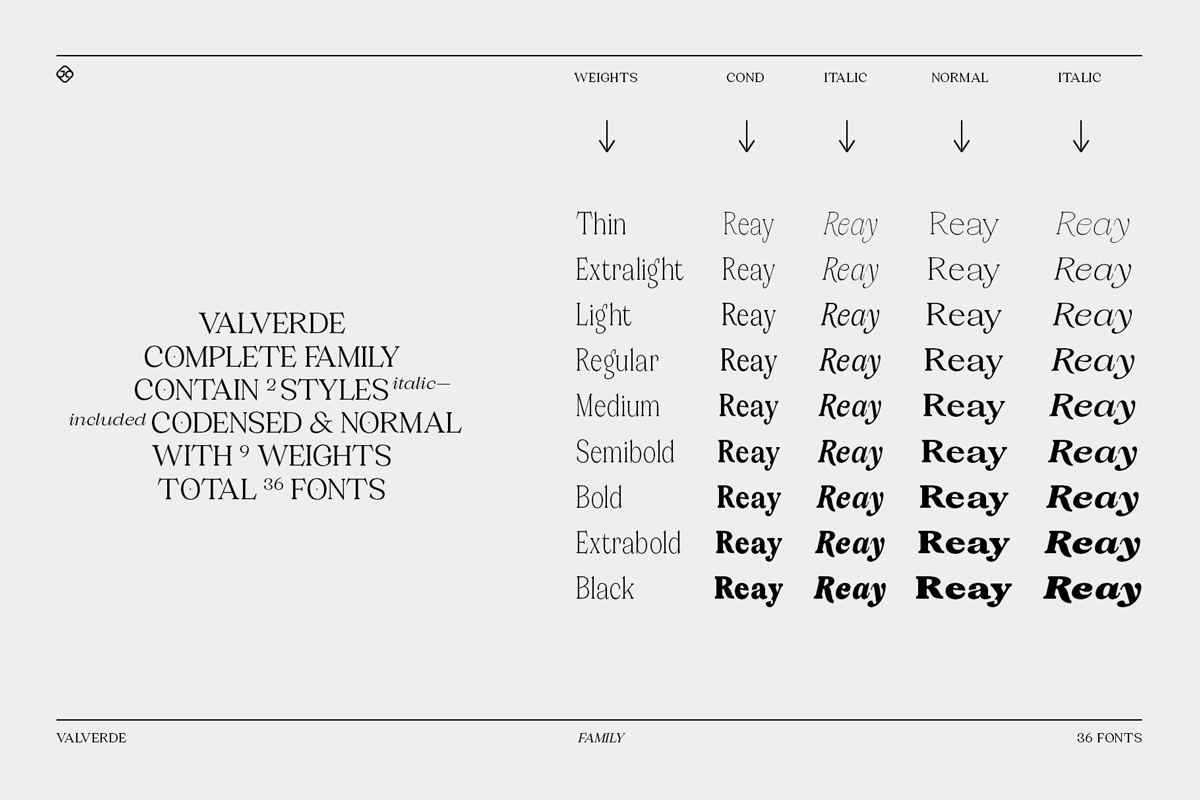 WEIGHTS COND ITALIC NORMAL ITALIC
VALVERDE
COMPLETE FAMILY
CONTAIN 2 STYLES italic—
included CODENSED & NORMAL
WITH 9 WEIGHTS
TOTAL 36 FONTS
Thin Reay Reay Reay Reay
Extralight Reay Reay Reay Reay
Light Reay Reay Reay Reay
Regular Reay Reay Reay Reay
Medium Reay Reay Reay Reay
Semibold Reay Reay Reay Reay
Bold Reay Reay Reay Reay
Extrabold Reay Reay Reay Reay
Black Reay Reay Reay Reay
VALVERDE FAMILY 36 FONTS